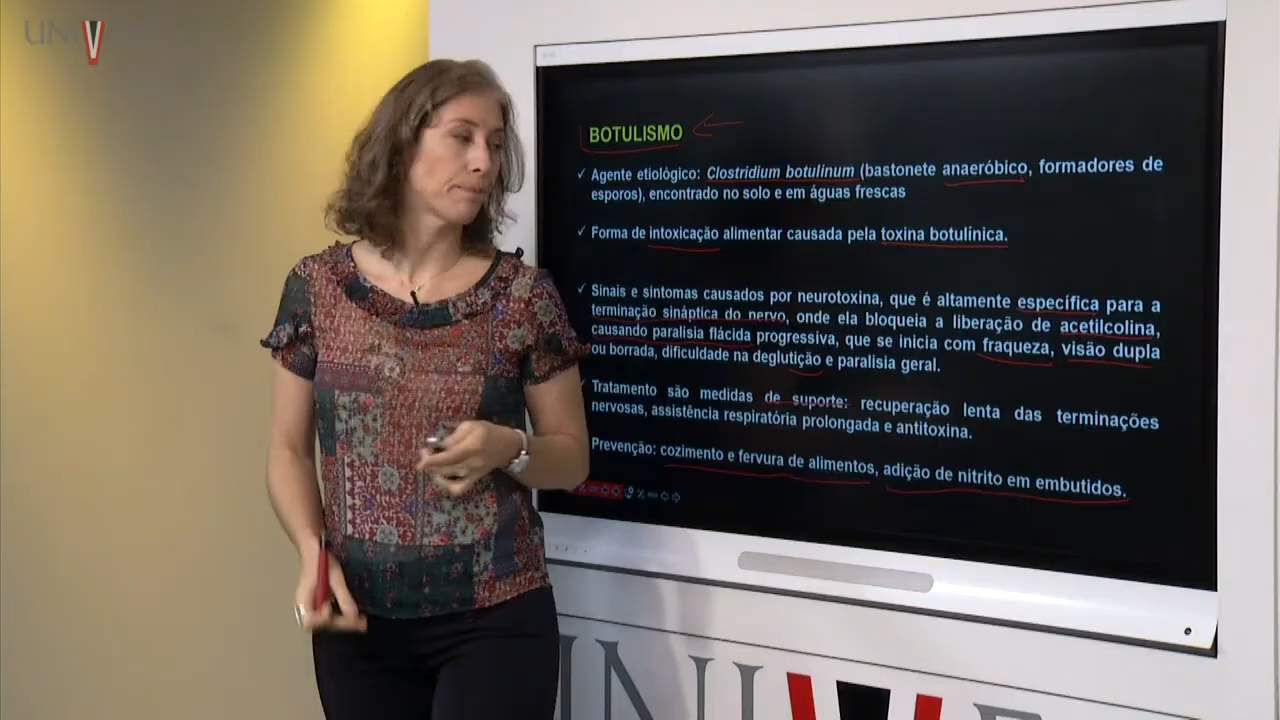 UNIV
BOTULISMO
✓ Agente etiológico: Clostridium botulinum (bastonete anaeróbico, formadores de
esporos), encontrado no solo e em águas frescas
✓ Forma de intoxicação alimentar causada pela toxina botulínica.
✓ Sinais e sintomas causados por neurotoxina, que é altamente específica para a
terminação sináptica do nervo, onde ela bloqueia a liberação de acetilcolina,
causando paralisia flácida progressiva, que se inicia com fraqueza, visão dupla
ou borrada, dificuldade na deglutição e paralisia geral.
Tratamento são medidas de suporte: recuperação lenta das terminações
nervosas, assistência respiratória prolongada e antitoxina.
Prevenção: cozimento e fervura de alimentos, adição de nitrito em embutidos.
UNIVE